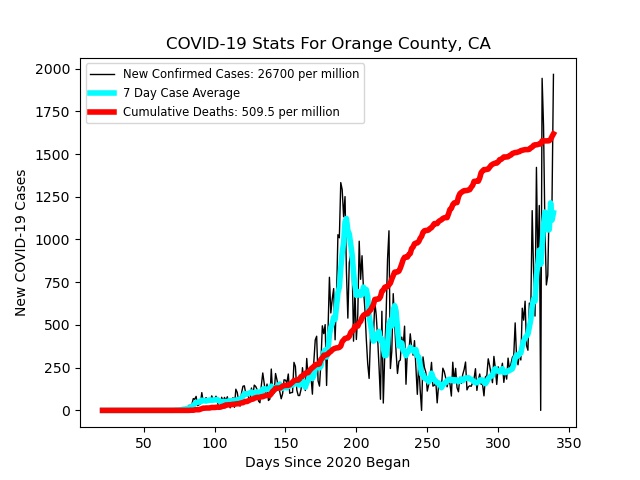 COVID-19 Stats For Orange County, CA
New Confirmed Cases: 26700 per million
7 Day Case Average
Cumulative Deaths: 509.5 per million
New COVID-19 Cases
2000
1750
1500
1250
1000
750
500
250
0
50
100
150
200
250
300
350
Days Since 2020 Began